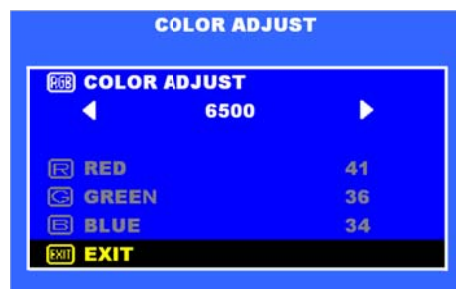 COLOR ADJUST
RGB COLOR ADJUST
6500
R RED 41
G GREEN 36
B BLUE 34
EXIT EXIT